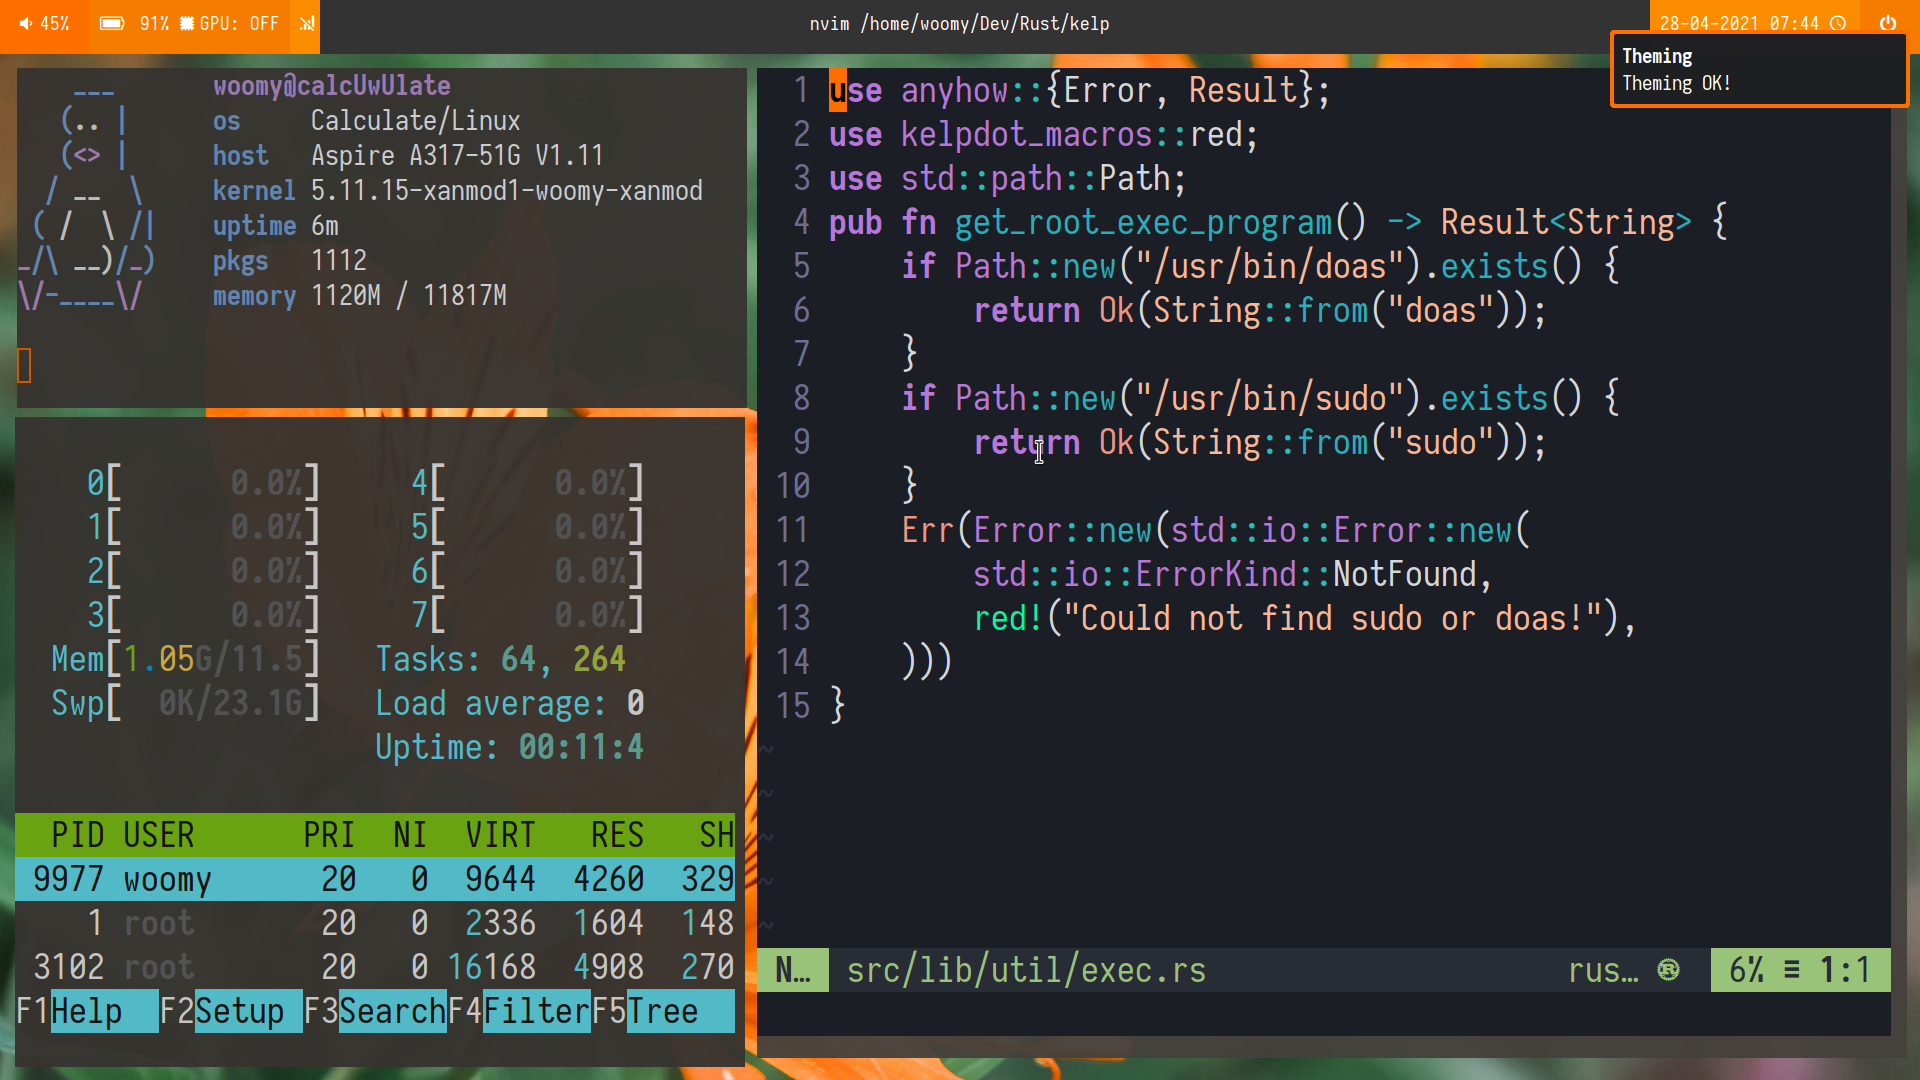 45%
91%
GPU: OFF
nvim /home/woomy/Dev/Rust/kelp
28-04-2021 07:44
Theming
Theming OK!
woomy@calcUwUlate
os Calculate/Linux
host Aspire A317-51G V1.11
kernel 5.11.15-xanmod1-woomy-xanmod
uptime 6m
pkgs 1112
memory 1120M / 11817M
0[ 0.0%] 4[ 0.0%]
1[ 0.0%] 5[ 0.0%]
2[ 0.0%] 6[ 0.0%]
3[ 0.0%] 7[ 0.0%]
Mem[1.05G/11.5] Tasks: 64, 264
Swp[ 0K/23.1G] Load average: 0
Uptime: 00:11:4
PID USER PRI NI VIRT RES SH
9977 woomy 20 0 9644 4260 329
1 root 20 0 2336 1604 148
3102 root 20 0 16168 4908 270
F1Help F2Setup F3SearchF4FilterF5Tree
1 use anyhow::{Error, Result};
2 use kelpdot_macros::red;
3 use std::path::Path;
4 pub fn get_root_exec_program() -> Result<String> {
5     if Path::new("/usr/bin/doas").exists() {
6         return Ok(String::from("doas"));
7     }
8     if Path::new("/usr/bin/sudo").exists() {
9         return Ok(String::from("sudo"));
10     }
11     Err(Error::new(std::io::Error::new(
12         std::io::ErrorKind::NotFound,
13         red!("Could not find sudo or doas!"),
14     )))
15 }
~
~
~
~
~
N… src/lib/util/exec.rs rus… 6% ≡ 1:1